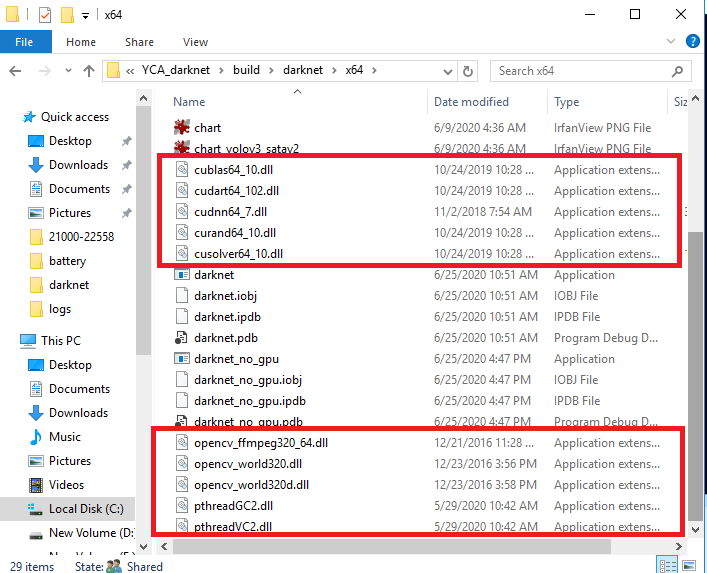 x64
File Home Share View
« YCA_darknet build darknet x64 Search x64
Name Date modified Type Siz
Quick access
Desktop
Downloads
Documents
Pictures
21000-22558
battery
darknet
logs
This PC
Desktop
Documents
Downloads
Music
Pictures
Videos
Local Disk (C:)
New Volume (D:)
chart 6/9/2020 4:36 AM IrfanView PNG File
chart_yolov3_satav2 6/9/2020 4:36 AM IrfanView PNG File
cublas64_10.dll 10/24/2019 10:28 ... Application extens...
cudart64_102.dll 10/24/2019 10:28 ... Application extens...
cudnn64_7.dll 11/2/2018 7:54 AM Application extens...
curand64_10.dll 10/24/2019 10:28 ... Application extens...
cusolver64_10.dll 10/24/2019 10:28 ... Application extens...
darknet 6/25/2020 10:51 AM Application
darknet.iobj 6/25/2020 10:51 AM IOBJ File
darknet.ipdb 6/25/2020 10:51 AM IPDB File
darknet.pdb 6/25/2020 10:51 AM Program Debug D...
darknet_no_gpu 6/25/2020 4:47 PM Application
darknet_no_gpu.iobj 6/25/2020 4:47 PM IOBJ File
darknet_no_gpu.ipdb 6/25/2020 4:47 PM IPDB File
darknet_no_gpu.pdb 6/25/2020 4:47 PM Program Debug D...
opencv_ffmpeg320_64.dll 12/21/2016 11:28 ... Application extens...
opencv_world320.dll 12/23/2016 3:56 PM Application extens...
opencv_world320d.dll 12/23/2016 3:58 PM Application extens...
pthreadGC2.dll 5/29/2020 10:42 AM Application extens...
pthreadVC2.dll 5/29/2020 10:42 AM Application extens...
29 items State: Shared